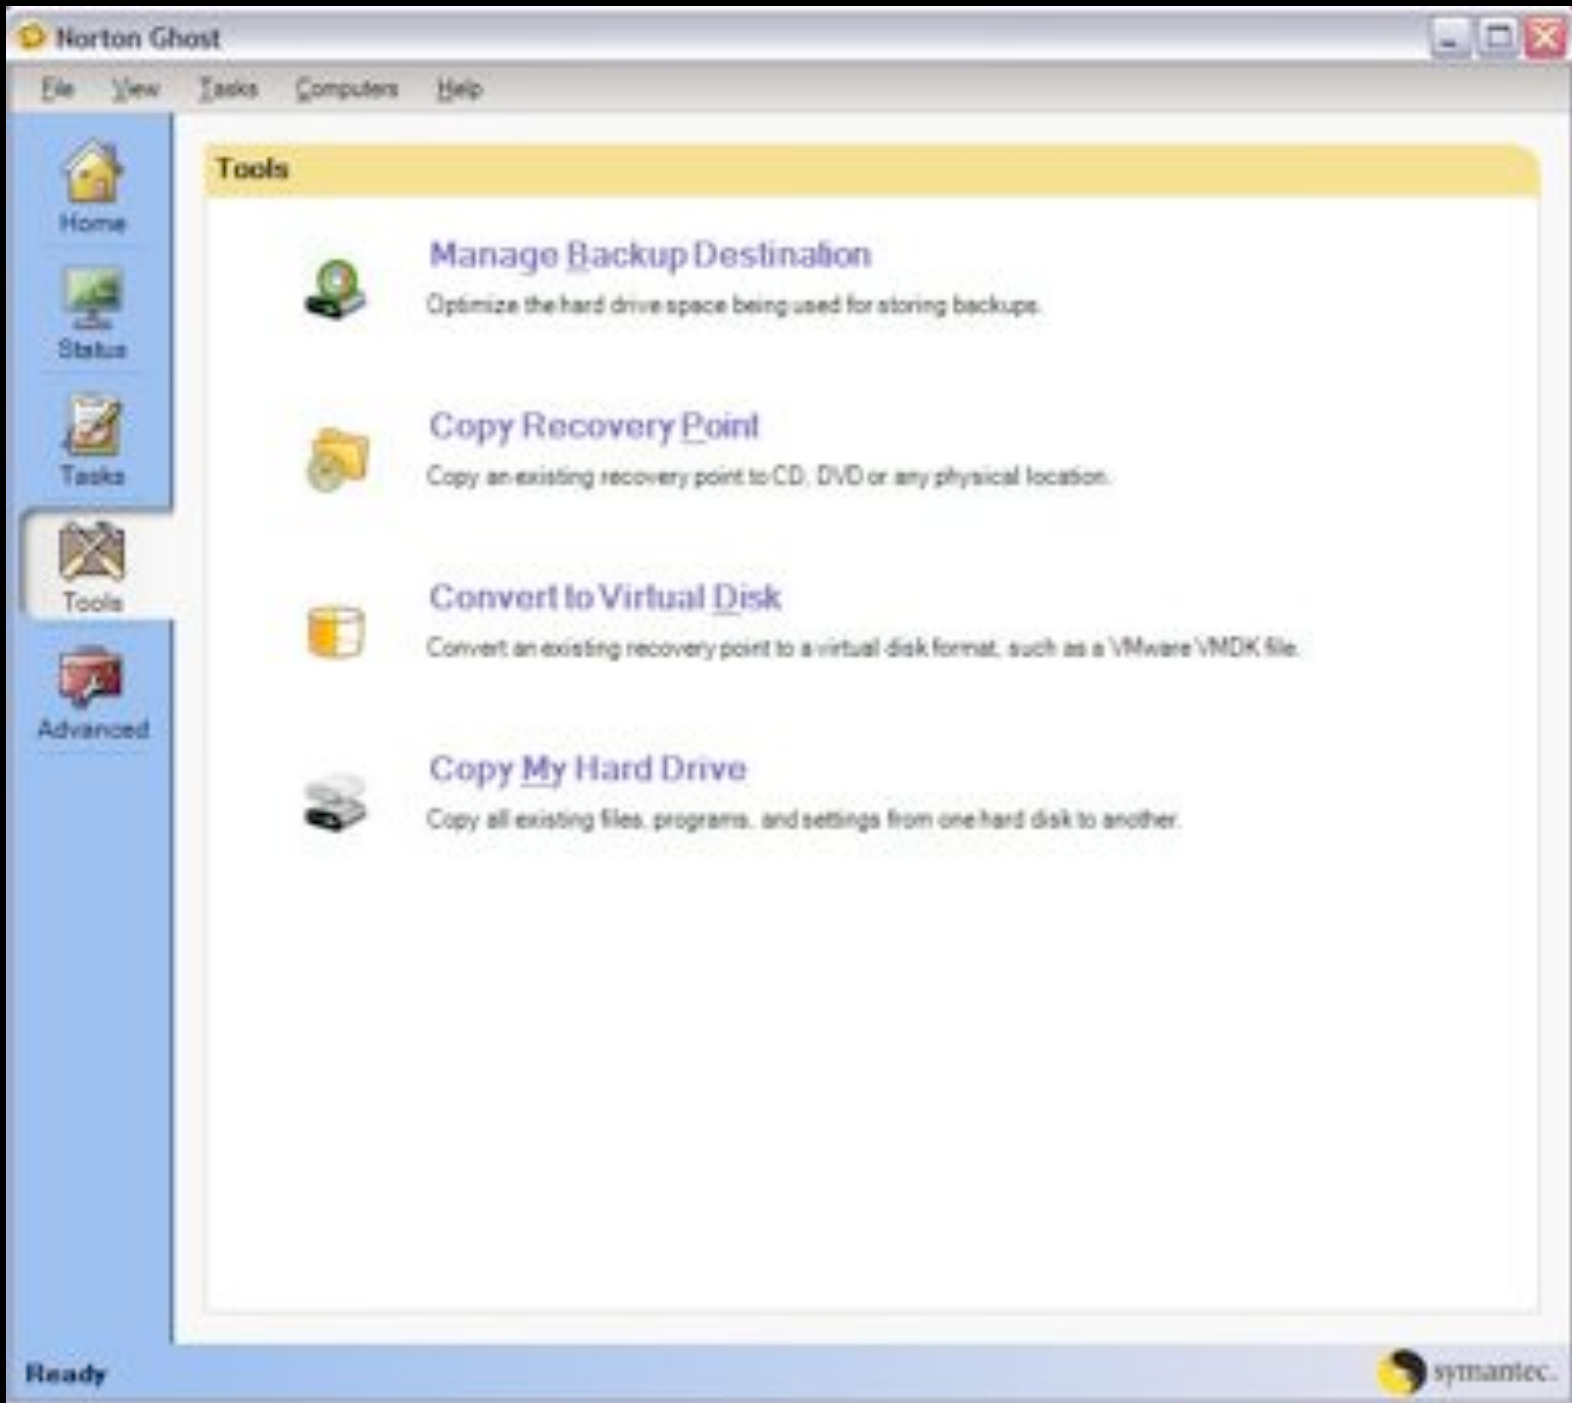 Norton Ghost
File View Tasks Computers Help
Home
Status
Tasks
Tools
Advanced
Tools
Manage Backup Destination
Optimize the hard drive space being used for storing backups.
Copy Recovery Point
Copy an existing recovery point to CD, DVD or any physical location.
Convert to Virtual Disk
Convert an existing recovery point to a virtual disk format, such as a VMware VMDK file.
Copy My Hard Drive
Copy all existing files, programs, and settings from one hard disk to another.
Ready
symantec.